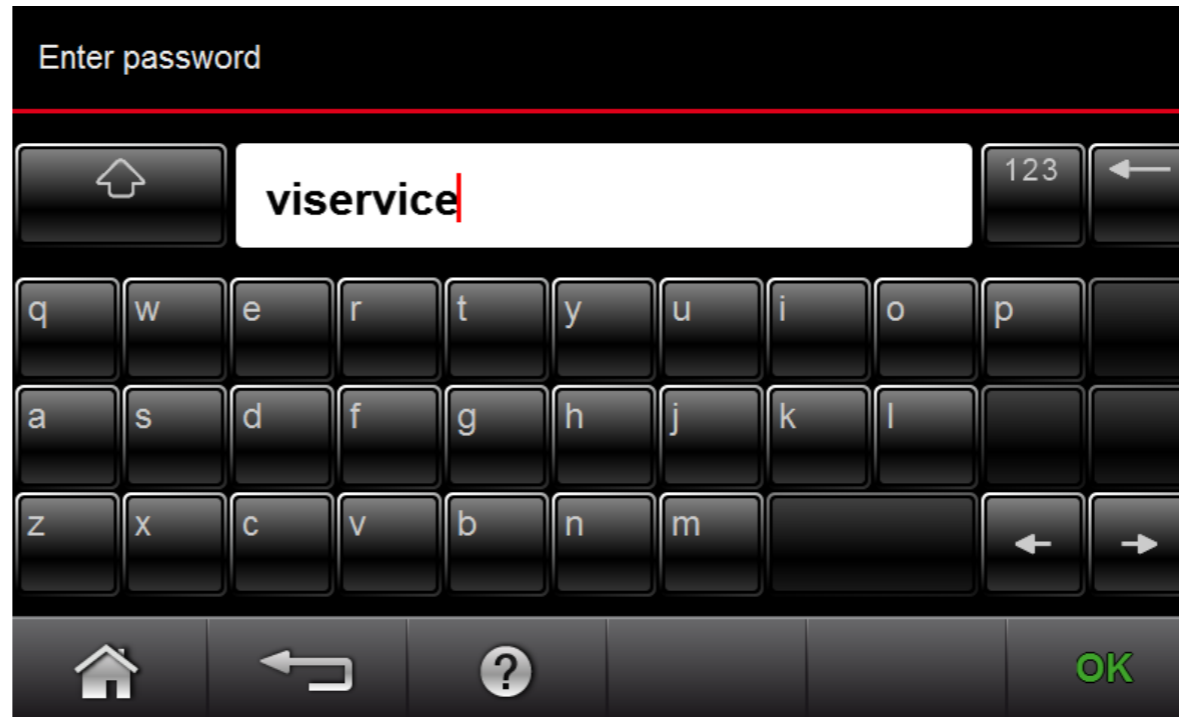 Enter password
viservice 123
q w e r t y u i o p
a s d f g h j k l
z x c v b n m
? OK